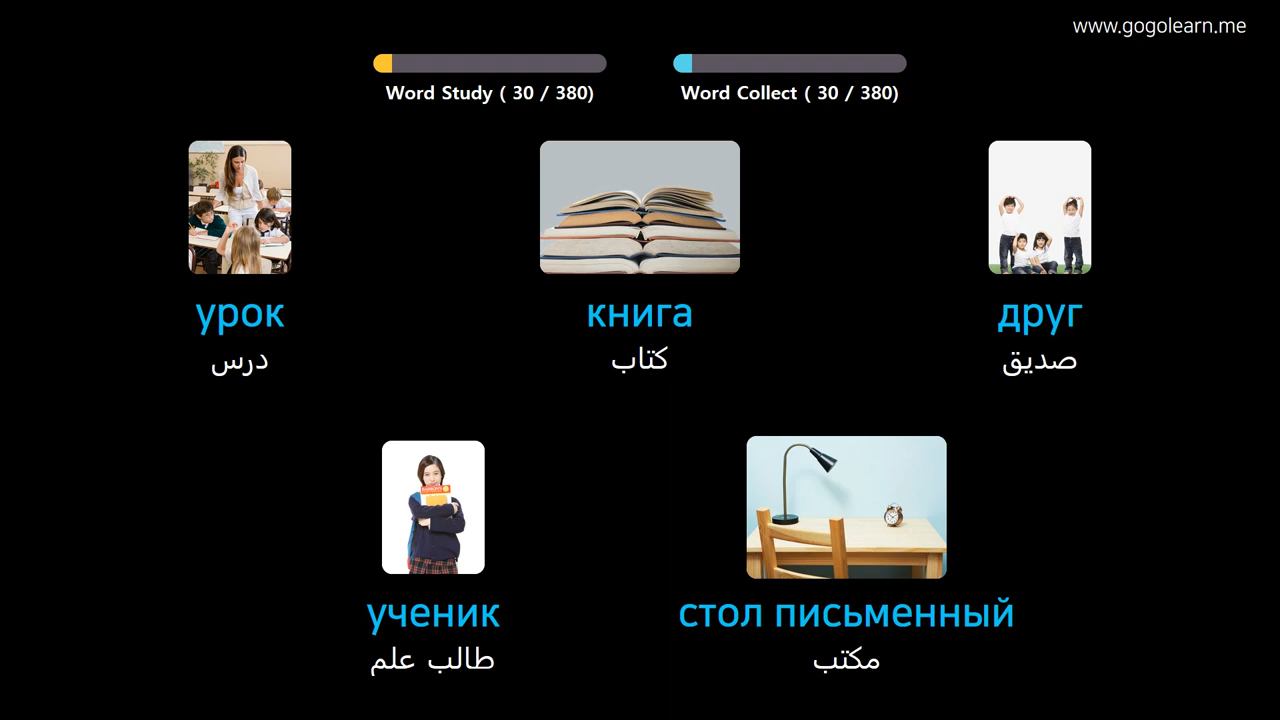 www.gogolearn.me
Word Study ( 30 / 380)
Word Collect ( 30 / 380)
урок
درس
книга
كتاب
друг
صديق
ученик
طالب علم
стол письменный
مكتب